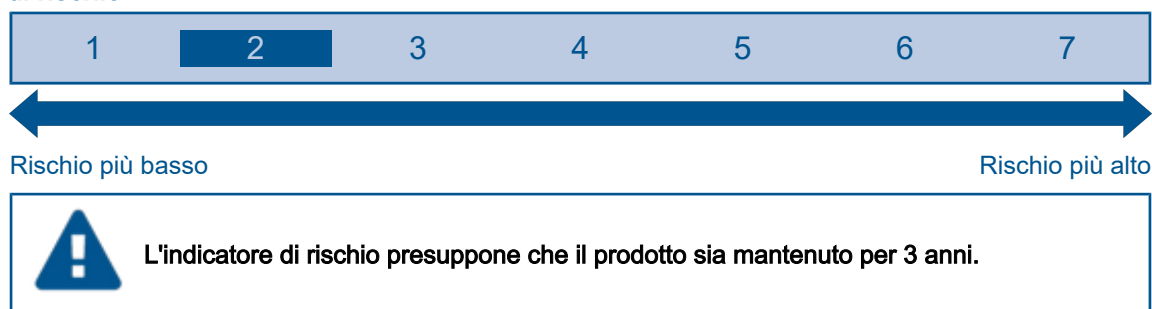 1 2 3 4 5 6 7
Rischio più basso Rischio più alto
L'indicatore di rischio presuppone che il prodotto sia mantenuto per 3 anni.